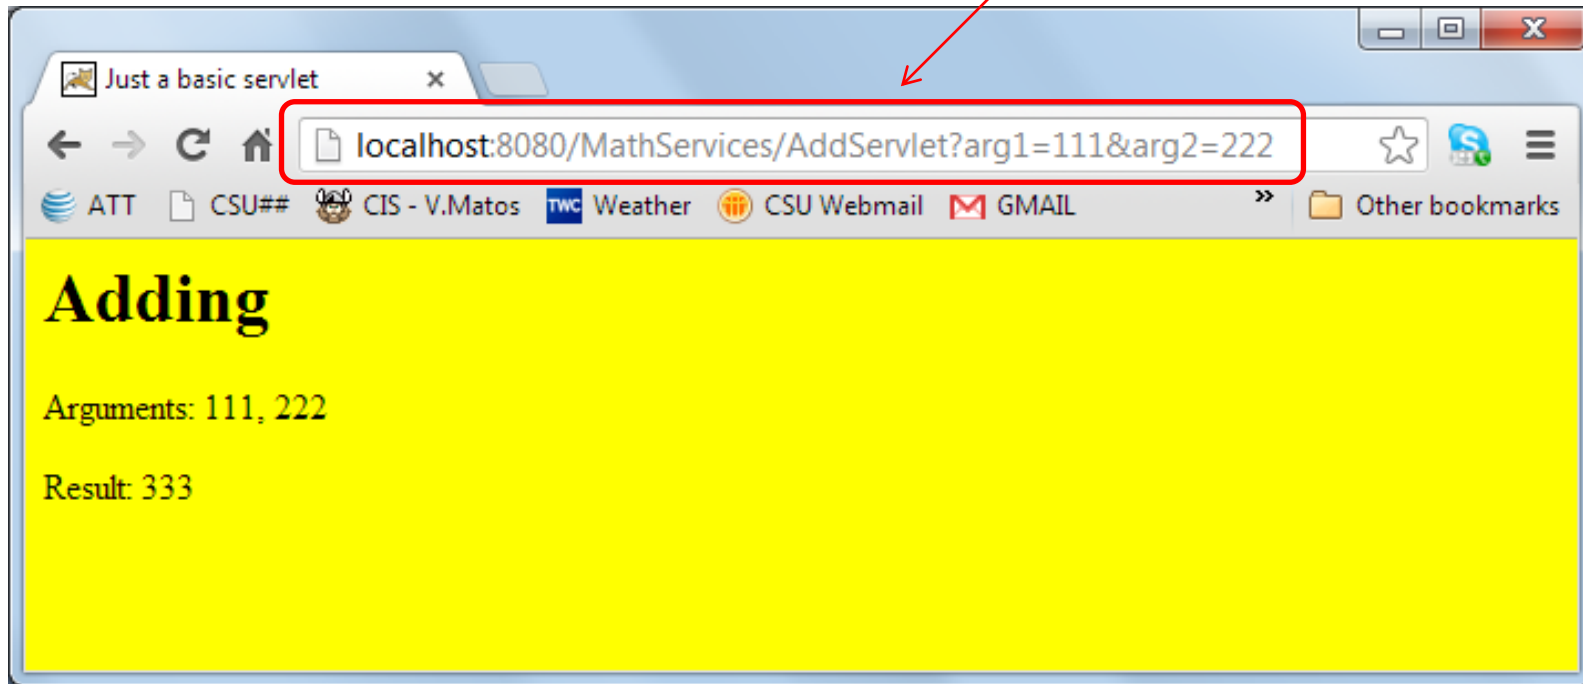 Just a basic servlet
localhost:8080/MathServices/AddServlet?arg1=111&arg2=222
ATT CSU## CIS - V.Matos TWC Weather CSU Webmail GMAIL » Other bookmarks
Adding
Arguments: 111, 222
Result: 333